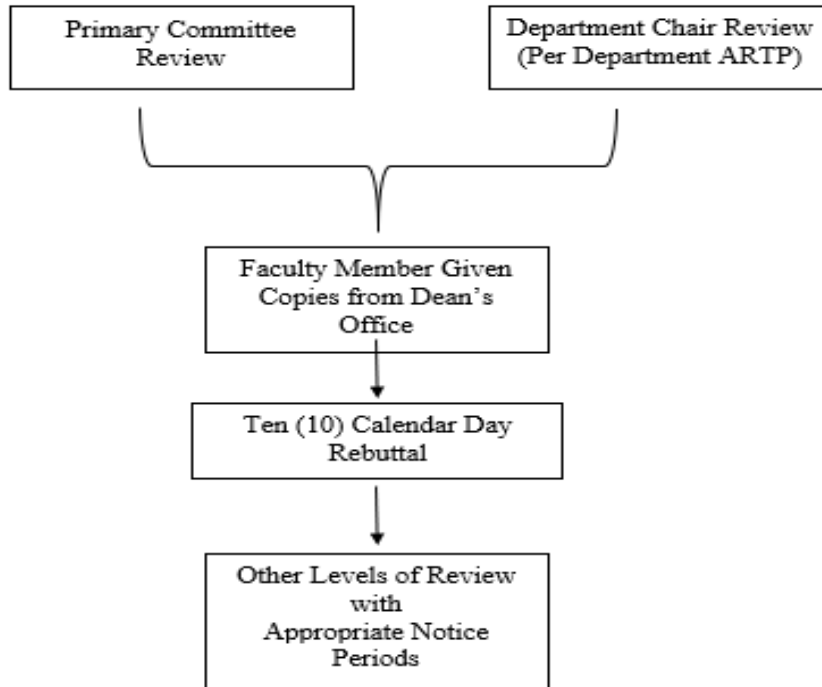 Primary Committee
Review
Department Chair Review
(Per Department ARTP)
Faculty Member Given
Copies from Dean’s
Office
Ten (10) Calendar Day
Rebuttal
Other Levels of Review
with
Appropriate Notice
Periods